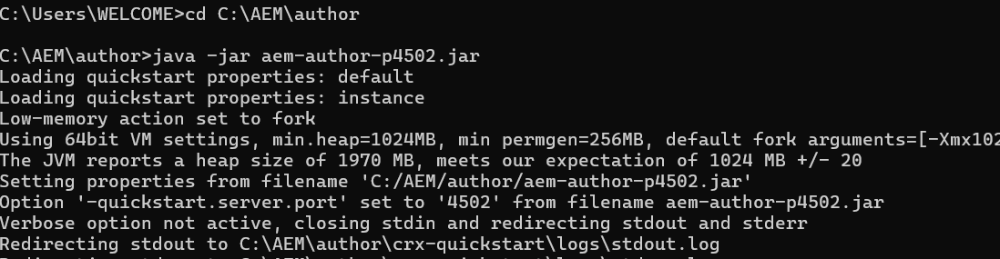 C:\Users\WELCOME>cd C:\AEM\author
C:\AEM\author>java -jar aem-author-p4502.jar
Loading quickstart properties: default
Loading quickstart properties: instance
Low-memory action set to fork
Using 64bit VM settings, min.heap=1024MB, min permgen=256MB, default fork arguments=[-Xmx102
The JVM reports a heap size of 1970 MB, meets our expectation of 1024 MB +/- 20
Setting properties from filename 'C:/AEM/author/aem-author-p4502.jar'
Option '-quickstart.server.port' set to '4502' from filename aem-author-p4502.jar
Verbose option not active, closing stdin and redirecting stdout and stderr
Redirecting stdout to C:\AEM\author\crx-quickstart\logs\stdout.log